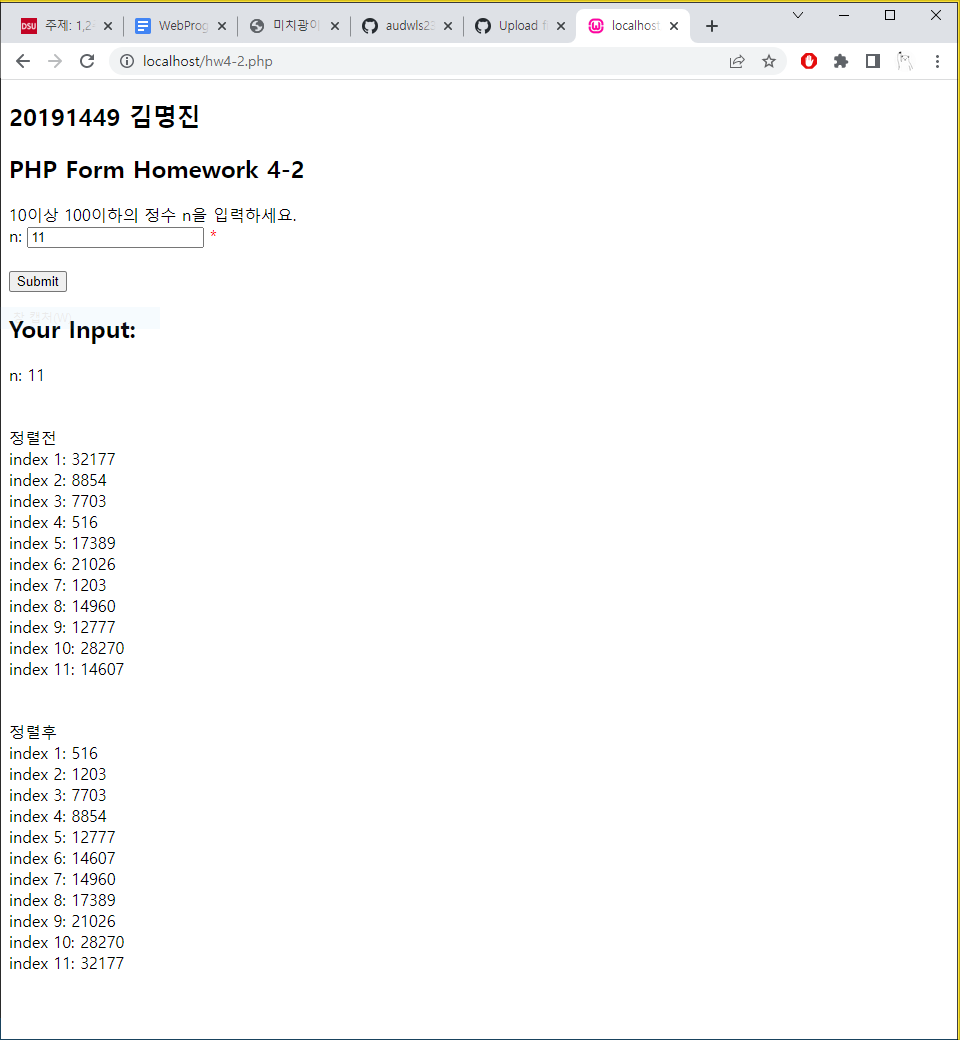 DSU 주제: 1,2
WebProg
미치광이
audwls23
Upload f
localhost
localhost/hw4-2.php
20191449 김명진
PHP Form Homework 4-2
10이상 100이하의 정수 n을 입력하세요.
n: 11 *
Submit
Your Input:
n: 11
정렬전
index 1: 32177
index 2: 8854
index 3: 7703
index 4: 516
index 5: 17389
index 6: 21026
index 7: 1203
index 8: 14960
index 9: 12777
index 10: 28270
index 11: 14607
정렬후
index 1: 516
index 2: 1203
index 3: 7703
index 4: 8854
index 5: 12777
index 6: 14607
index 7: 14960
index 8: 17389
index 9: 21026
index 10: 28270
index 11: 32177